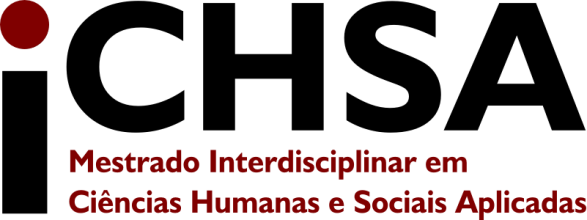 iCHSA
Mestrado Interdisciplinar em
Ciências Humanas e Sociais Aplicadas